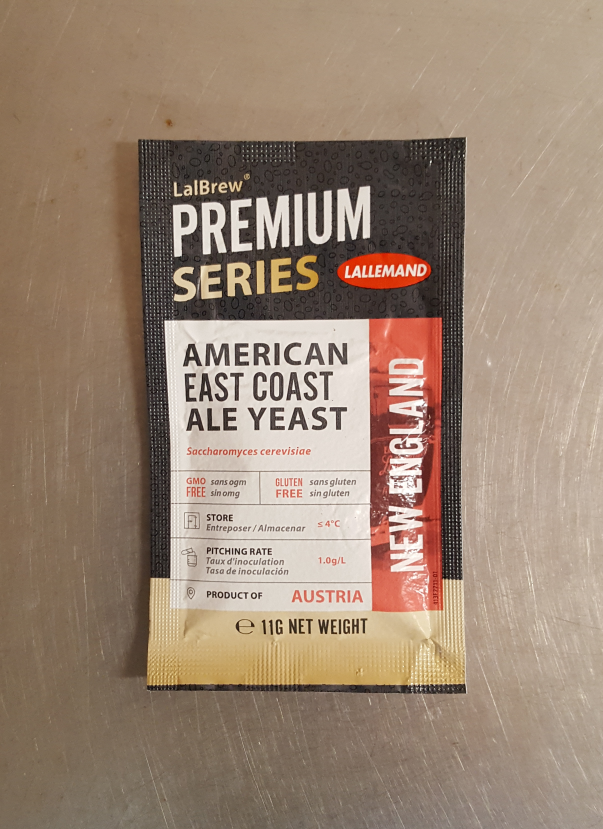 LalBrew®
PREMIUM
SERIES
LALLEMAND
AMERICAN
EAST COAST
ALE YEAST
Saccharomyces cerevisiae
GMO FREE sans ogm sin omg
GLUTEN FREE sans gluten sin gluten
STORE
Entreposer / Almacenar
≤ 4°C
PITCHING RATE
Taux d'inoculation
Tasa de inoculación
1.0g/L
PRODUCT OF AUSTRIA
NEW ENGLAND
℮ 11G NET WEIGHT